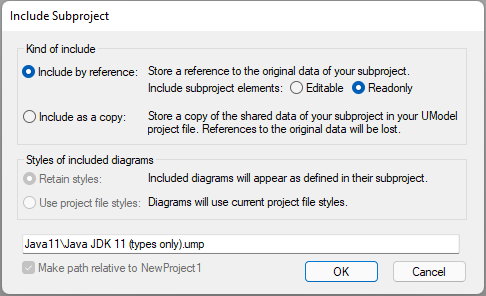 Include Subproject
Kind of include
Include by reference: Store a reference to the original data of your subproject.
Include subproject elements: Editable Readonly
Include as a copy: Store a copy of the shared data of your subproject in your UModel
project file. References to the original data will be lost.
Styles of included diagrams
Retain styles: Included diagrams will appear as defined in their subproject.
Use project file styles: Diagrams will use current project file styles.
Java11\Java JDK 11 (types only).ump
Make path relative to NewProject1
OK Cancel